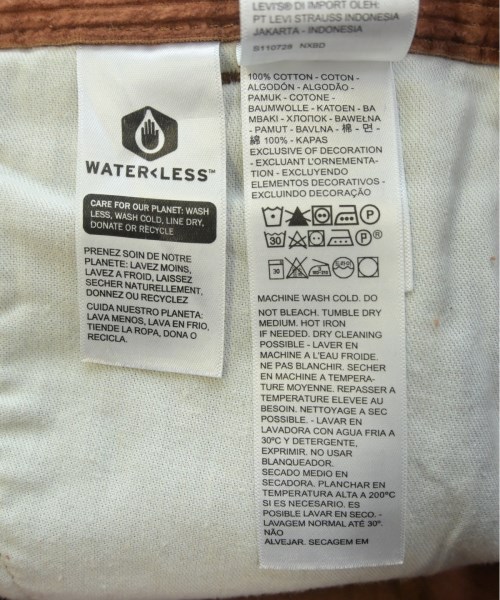 LEVI'S® DI IMPORT OLEH:
PT LEVI STRAUSS INDONESIA
JAKARTA - INDONESIA
S110729 NXBD
WATER<LESS™
CARE FOR OUR PLANET: WASH
LESS, WASH COLD, LINE DRY,
DONATE OR RECYCLE
PRENEZ SOIN DE NOTRE
PLANETE: LAVEZ MOINS,
LAVEZ A FROID, LAISSEZ
SECHER NATURELLEMENT,
DONNEZ OU RECYCLEZ
CUIDA NUESTRO PLANETA:
LAVA MENOS, LAVA EN FRIO,
TIENDE LA ROPA, DONA O
RECICLA.
100% COTTON - COTON -
ALGODÓN - ALGODÃO -
PAMUK - COTONE -
BAUMWOLLE - KATOEN - BA
MBAKI - ХЛОПОК - BAWEŁNA
- PAMUT - BAVLNA - 棉 - 면 -
綿 100% - KAPAS
EXCLUSIVE OF DECORATION
- EXCLUANT L'ORNEMENTA-
TION - EXCLUYENDO
ELEMENTOS DECORATIVOS -
EXCLUINDO DECORAÇÃO
P
30 P®
30
MACHINE WASH COLD. DO
NOT BLEACH. TUMBLE DRY
MEDIUM. HOT IRON
IF NEEDED. DRY CLEANING
POSSIBLE - LAVER EN
MACHINE A L'EAU FROIDE.
NE PAS BLANCHIR. SECHER
EN MACHINE A TEMPERA-
TURE MOYENNE. REPASSER A
TEMPERATURE ELEVEE AU
BESOIN. NETTOYAGE A SEC
POSSIBLE. - LAVAR EN
LAVADORA CON AGUA FRIA A
30ºC Y DETERGENTE,
EXPRIMIR. NO USAR
BLANQUEADOR.
SECADO MEDIO EN
SECADORA. PLANCHAR EN
TEMPERATURA ALTA A 200ºC
SI ES NECESARIO. ES
POSIBLE LAVAR EN SECO. -
LAVAGEM NORMAL ATÉ 30º.
NÃO
ALVEJAR. SECAGEM EM